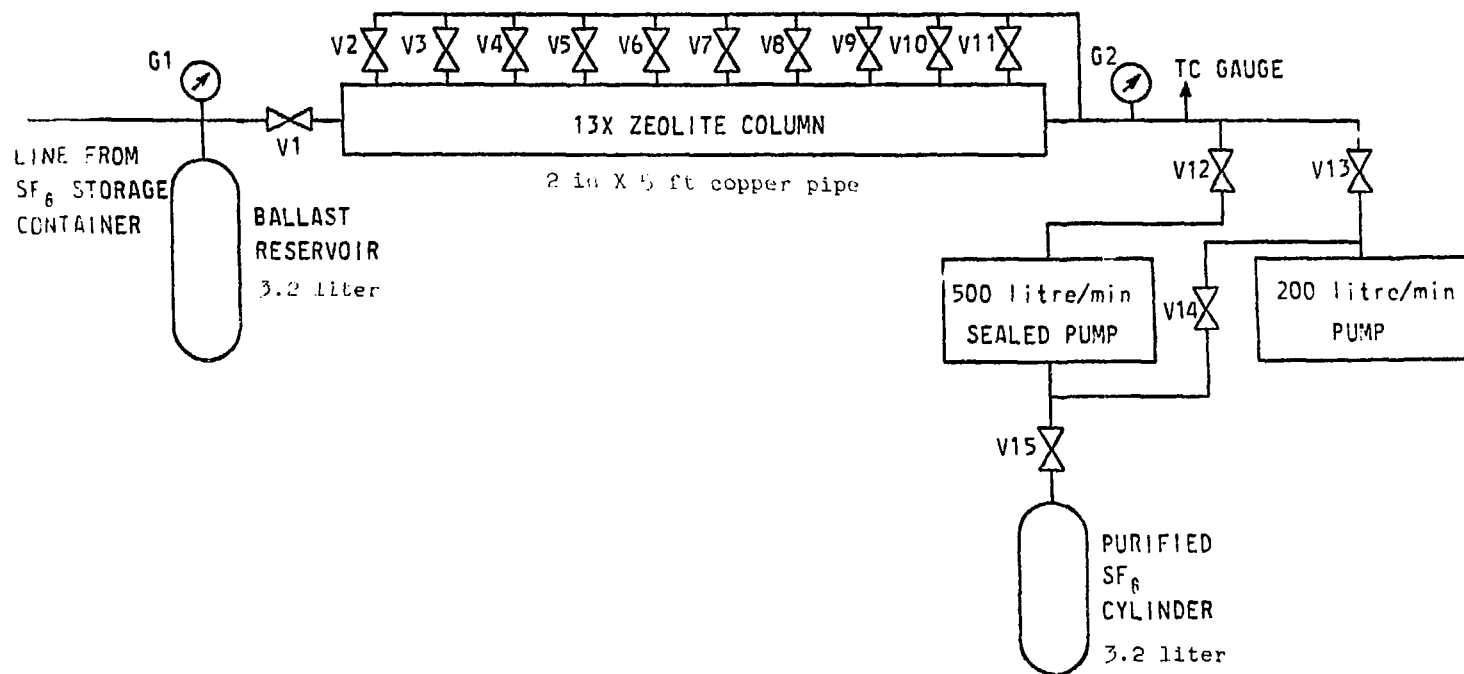 V2 V3 V4 V5 V6 V7 V8 V9 V10 V11
G1
G2
TC GAUGE
13X ZEOLITE COLUMN
V1
2 in X 5 ft copper pipe
LINE FROM
SF6 STORAGE
CONTAINER
V12
V13
BALLAST
RESERVOIR
3.2 liter
500 litre/min
SEALED PUMP
V14
200 litre/min
PUMP
V15
PURIFIED
SF6
CYLINDER
3.2 liter